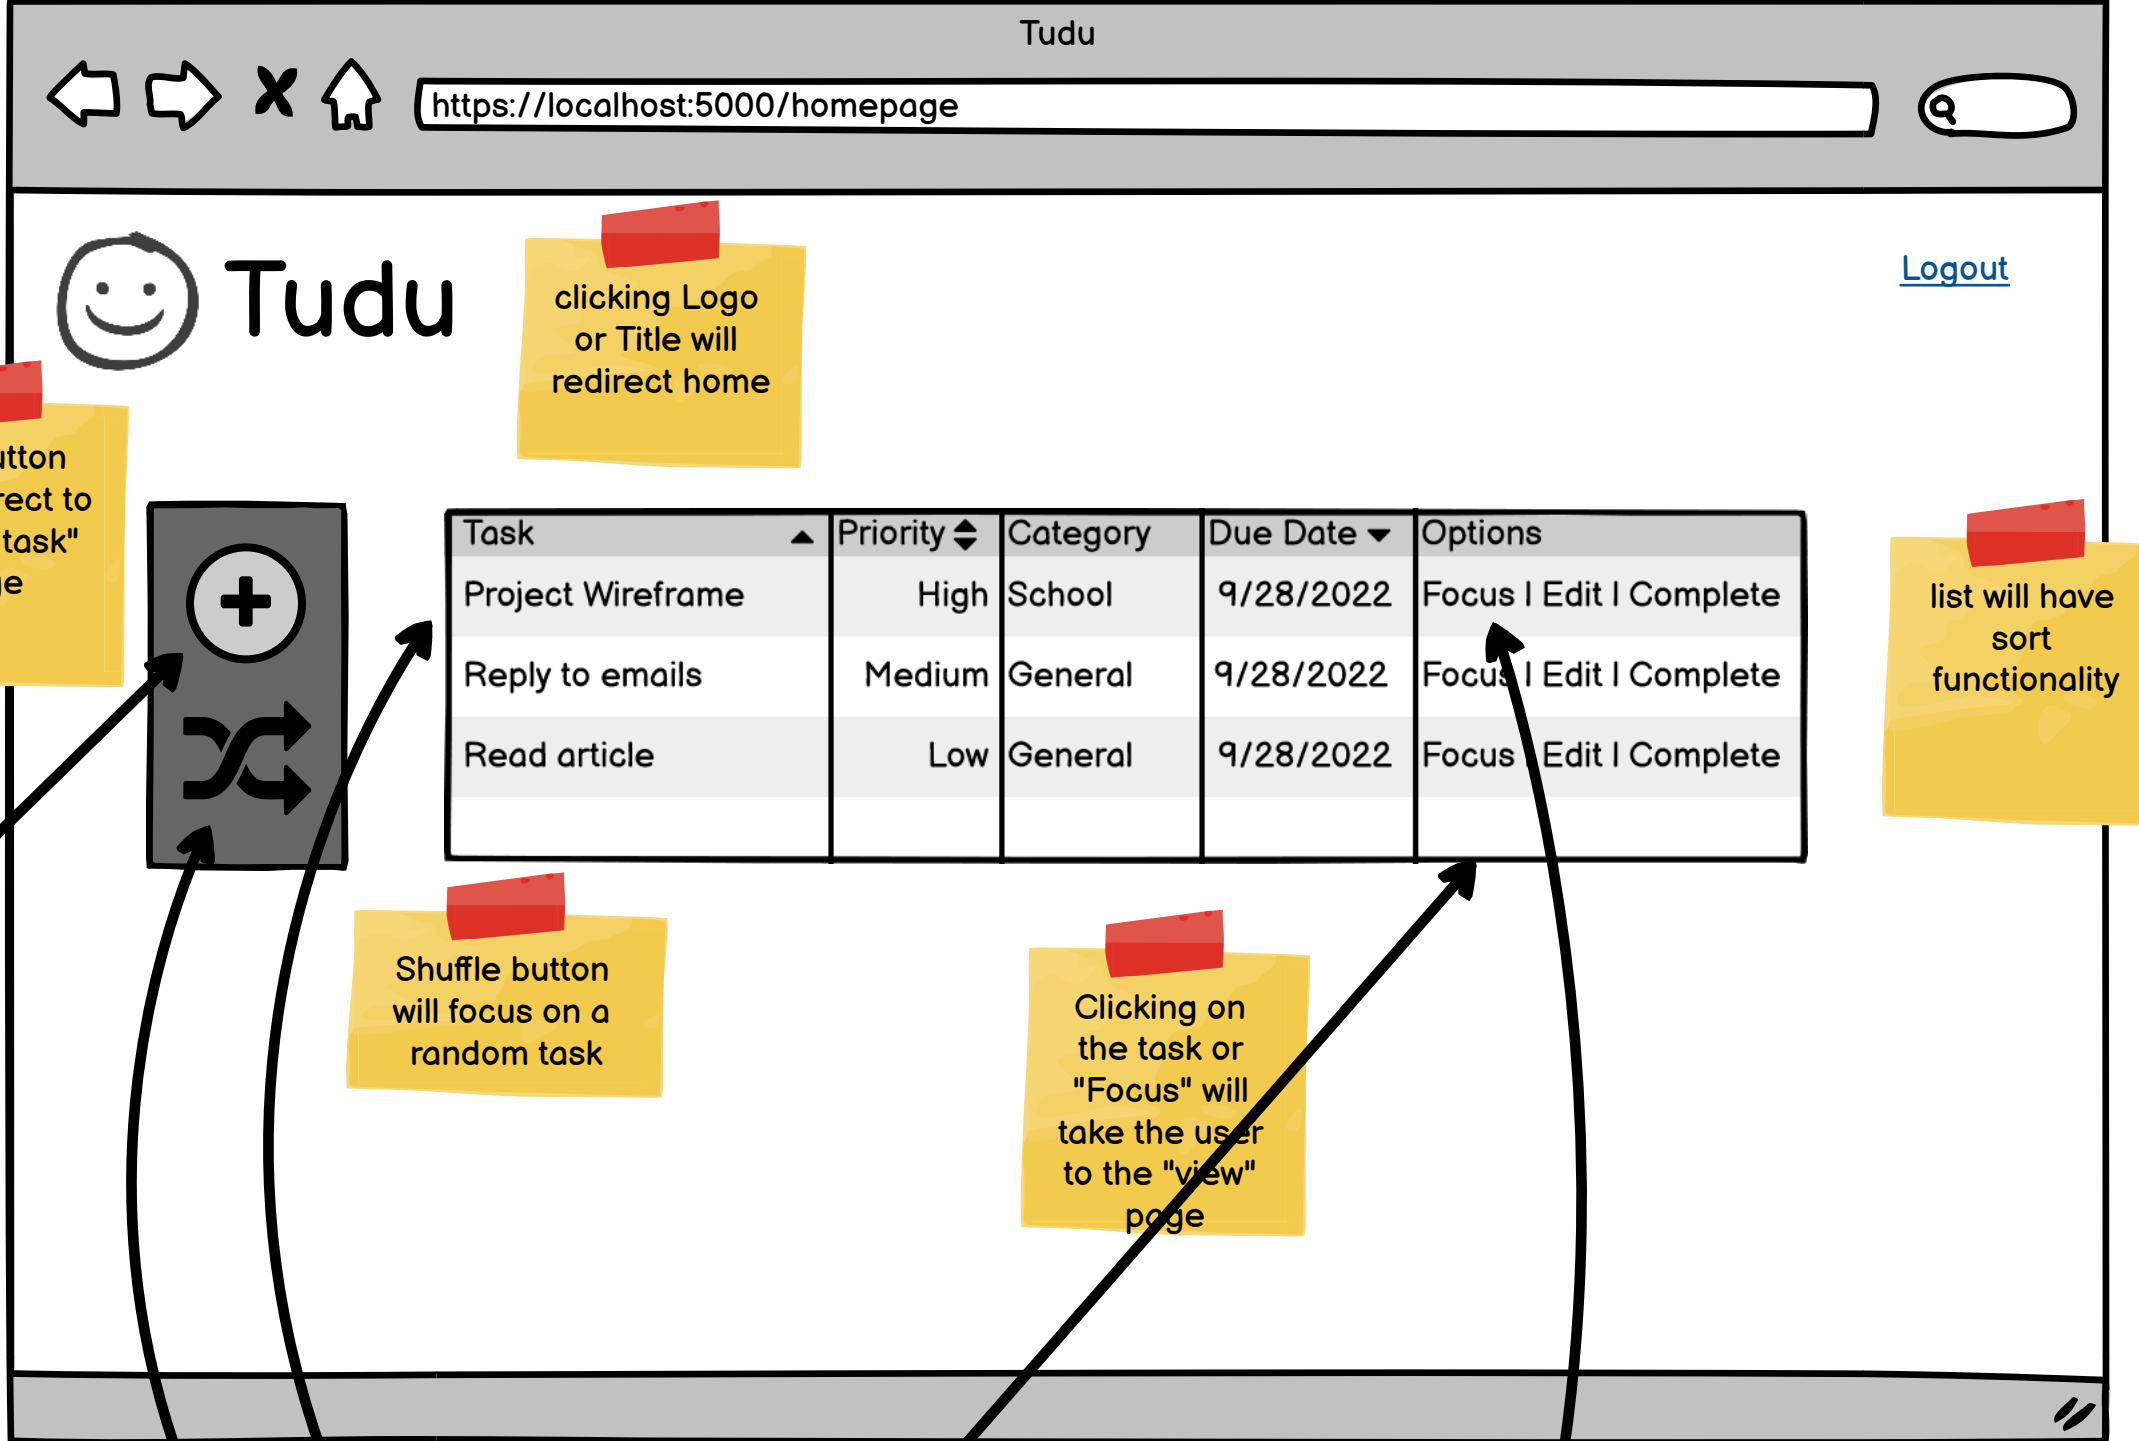 Tudu
https://localhost:5000/homepage
Tudu
Logout
clicking Logo
or Title will
redirect home
to
task"
Task Priority Category Due Date Options
Project Wireframe High School 9/28/2022 Focus | Edit | Complete
Reply to emails Medium General 9/28/2022 Focus | Edit | Complete
Read article Low General 9/28/2022 Focus | Edit | Complete
list will have
sort
functionality
Shuffle button
will focus on a
random task
Clicking on
the task or
"Focus" will
take the user
to the "view"
page